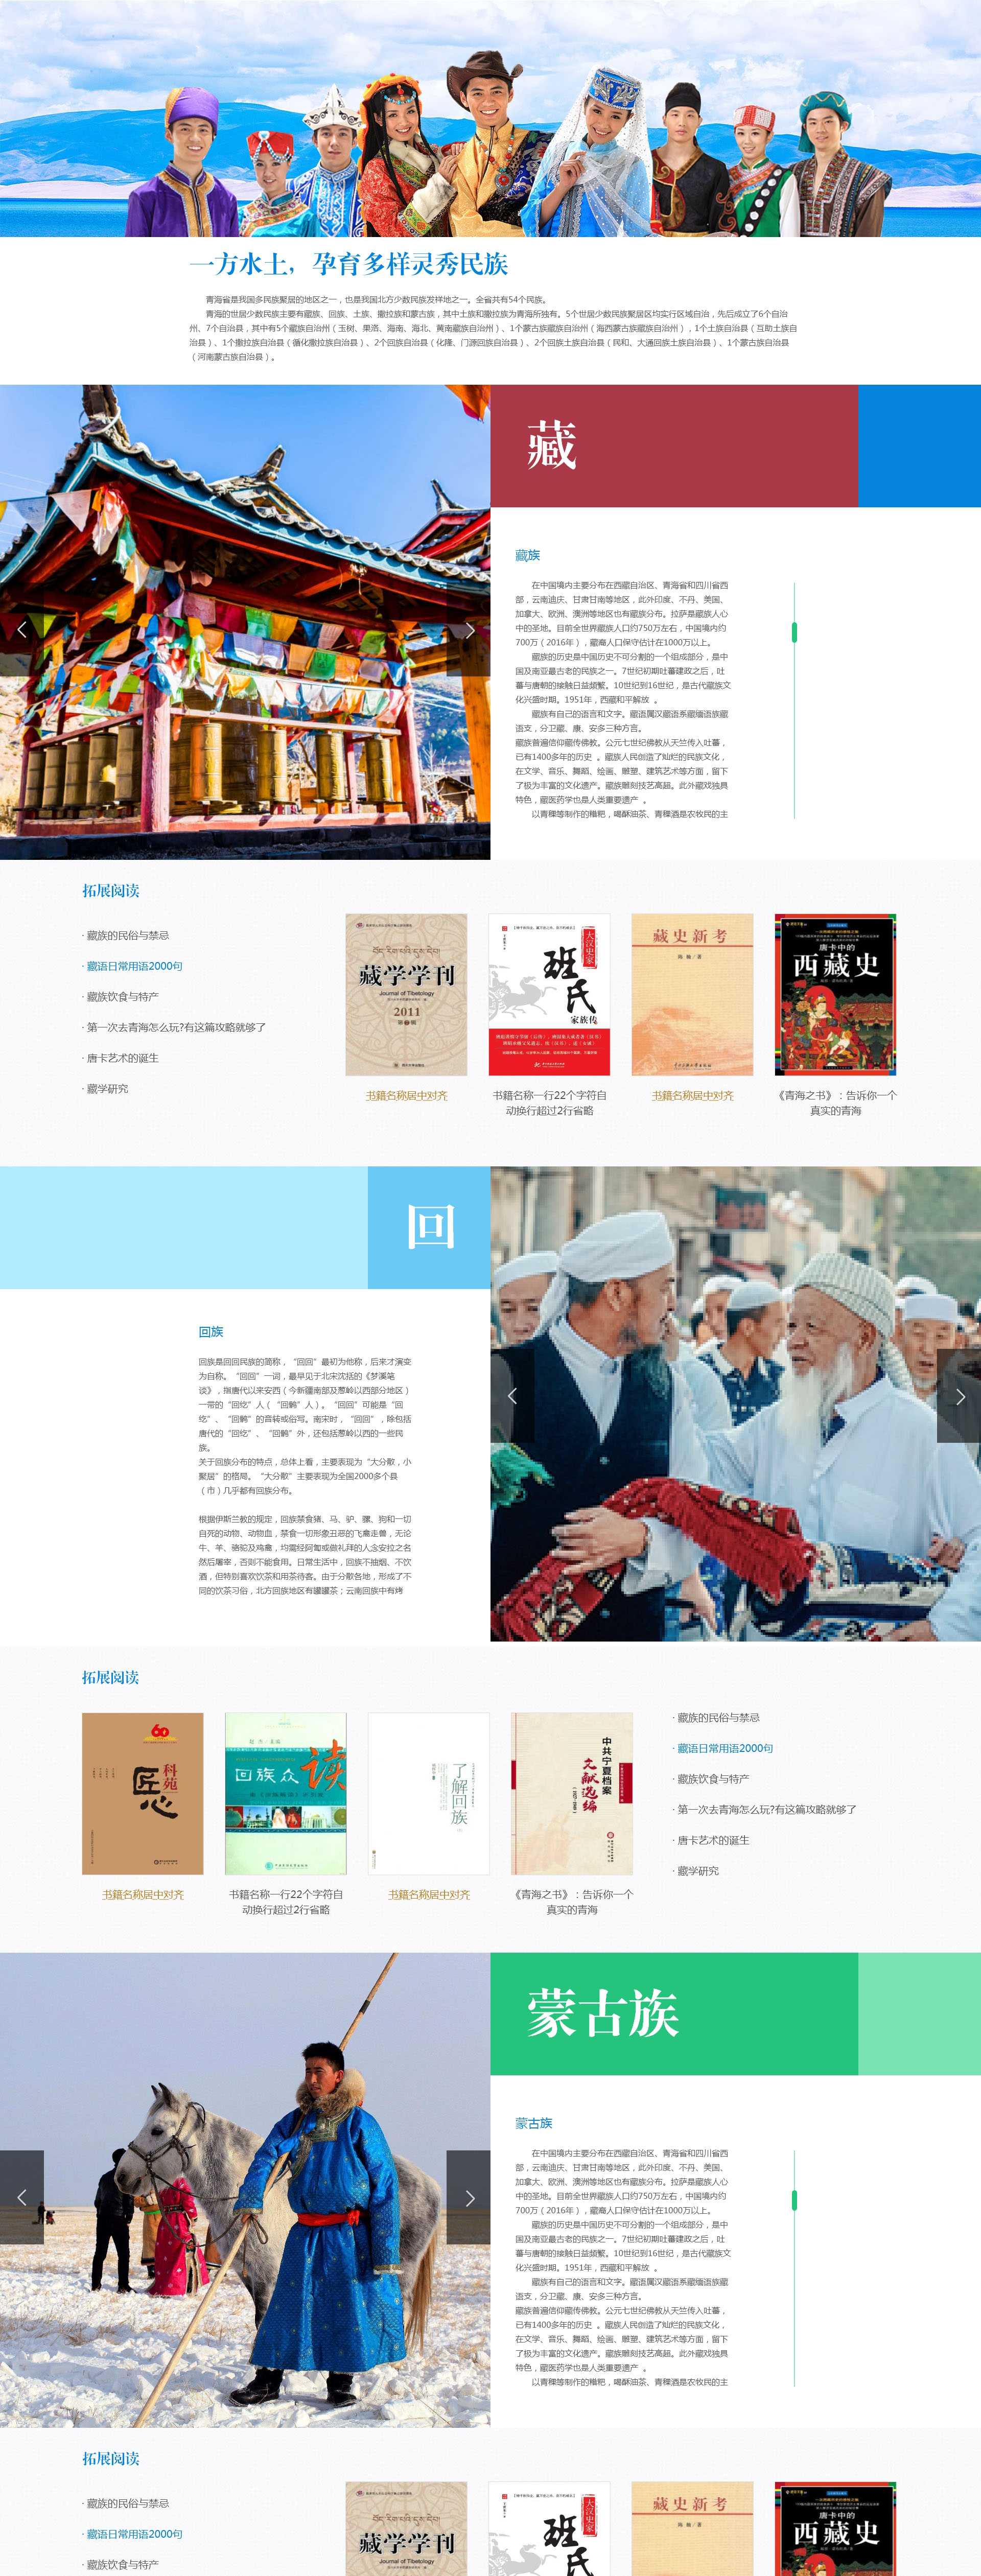 一方水土，孕育多样灵秀民族
青海省是我国多民族聚居的地区之一，也是我国北方少数民族发祥地之一。全省共有54个民族。
青海的世居少数民族主要有藏族、回族、土族、撒拉族和蒙古族，其中土族和撒拉族为青海所独有。5个世居少数民族聚居区均实行区域自治，先后成立了6个自治
州、7个自治县，其中有5个藏族自治州（玉树、果洛、海南、海北、黄南藏族自治州）、1个蒙古族藏族自治州（海西蒙古族藏族自治州），1个土族自治县（互助土族自
治县）、1个撒拉族自治县（循化撒拉族自治县）、2个回族自治县（化隆、门源回族自治县）、2个回族土族自治县（民和、大通回族土族自治县）、1个蒙古族自治县
（河南蒙古族自治县）。
藏
藏族
在中国境内主要分布在西藏自治区、青海省和四川省西
部，云南迪庆、甘肃甘南等地区，此外印度、不丹、美国、
加拿大、欧洲、澳洲等地区也有藏族分布。拉萨是藏族人心
中的圣地。目前全世界藏族人口约750万左右，中国境内约
700万（2016年），藏裔人口保守估计在1000万以上。
藏族的历史是中国历史不可分割的一个组成部分，是中
国及南亚最古老的民族之一。7世纪初期吐蕃建政之后，吐
蕃与唐朝的接触日益频繁。10世纪到16世纪，是古代藏族文
化兴盛时期。1951年，西藏和平解放 。
藏族有自己的语言和文字。藏语属汉藏语系藏缅语族藏
语支，分卫藏、康、安多三种方言。
藏族普遍信仰藏传佛教。公元七世纪佛教从天竺传入吐蕃，
已有1400多年的历史 。藏族人民创造了灿烂的民族文化，
在文学、音乐、舞蹈、绘画、雕塑、建筑艺术等方面，留下
了极为丰富的文化遗产。藏族雕刻技艺高超。此外藏戏独具
特色，藏医药学也是人类重要遗产 。
以青稞等制作的糌粑，喝酥油茶、青稞酒是农牧民的主
拓展阅读
· 藏族的民俗与禁忌
· 藏语日常用语2000句
· 藏族饮食与特产
· 第一次去青海怎么玩?有这篇攻略就够了
· 唐卡艺术的诞生
· 藏学研究
藏学学刊
Journal of Tibetology
2011
大汉史家
班氏
家族传
藏史新考
唐卡中的
西藏史
书籍名称居中对齐
书籍名称一行22个字符自
动换行超过2行省略
书籍名称居中对齐
《青海之书》：告诉你一个
真实的青海
回
回族
回族是回回民族的简称，“回回”最初为他称，后来才演变
为自称。“回回”一词，最早见于北宋沈括的《梦溪笔
谈》，指唐代以来安西（今新疆南部及葱岭以西部分地区）
一带的“回纥”人（“回鹘”人）。“回回”可能是“回
纥”、“回鹘”的音转或俗写。南宋时，“回回”，除包括
唐代的“回纥”、“回鹘”外，还包括葱岭以西的一些民
族。
关于回族分布的特点，总体上看，主要表现为“大分散，小
聚居”的格局。“大分散”主要表现为全国2000多个县
（市）几乎都有回族分布。
根据伊斯兰教的规定，回族禁食猪、马、驴、骡、狗和一切
自死的动物、动物血，禁食一切形象丑恶的飞禽走兽，无论
牛、羊、骆驼及鸡禽，均需经阿訇或做礼拜的人念安拉之名
然后屠宰，否则不能食用。日常生活中，回族不抽烟、不饮
酒，但特别喜欢饮茶和用茶待客。由于分散各地，形成了不
同的饮茶习俗，北方回族地区有罐罐茶；云南回族中有烤
拓展阅读
科苑
匠心
回族众
读
了解回族
中共宁夏档案
文献选编
· 藏族的民俗与禁忌
· 藏语日常用语2000句
· 藏族饮食与特产
· 第一次去青海怎么玩?有这篇攻略就够了
· 唐卡艺术的诞生
· 藏学研究
书籍名称居中对齐
书籍名称一行22个字符自
动换行超过2行省略
书籍名称居中对齐
《青海之书》：告诉你一个
真实的青海
蒙古族
蒙古族
在中国境内主要分布在西藏自治区、青海省和四川省西
部，云南迪庆、甘肃甘南等地区，此外印度、不丹、美国、
加拿大、欧洲、澳洲等地区也有藏族分布。拉萨是藏族人心
中的圣地。目前全世界藏族人口约750万左右，中国境内约
700万（2016年），藏裔人口保守估计在1000万以上。
藏族的历史是中国历史不可分割的一个组成部分，是中
国及南亚最古老的民族之一。7世纪初期吐蕃建政之后，吐
蕃与唐朝的接触日益频繁。10世纪到16世纪，是古代藏族文
化兴盛时期。1951年，西藏和平解放 。
藏族有自己的语言和文字。藏语属汉藏语系藏缅语族藏
语支，分卫藏、康、安多三种方言。
藏族普遍信仰藏传佛教。公元七世纪佛教从天竺传入吐蕃，
已有1400多年的历史 。藏族人民创造了灿烂的民族文化，
在文学、音乐、舞蹈、绘画、雕塑、建筑艺术等方面，留下
了极为丰富的文化遗产。藏族雕刻技艺高超。此外藏戏独具
特色，藏医药学也是人类重要遗产 。
以青稞等制作的糌粑，喝酥油茶、青稞酒是农牧民的主
拓展阅读
· 藏族的民俗与禁忌
· 藏语日常用语2000句
· 藏族饮食与特产
藏学学刊
Journal of Tibetology
大汉史家
班氏
藏史新考
唐卡中的
西藏史